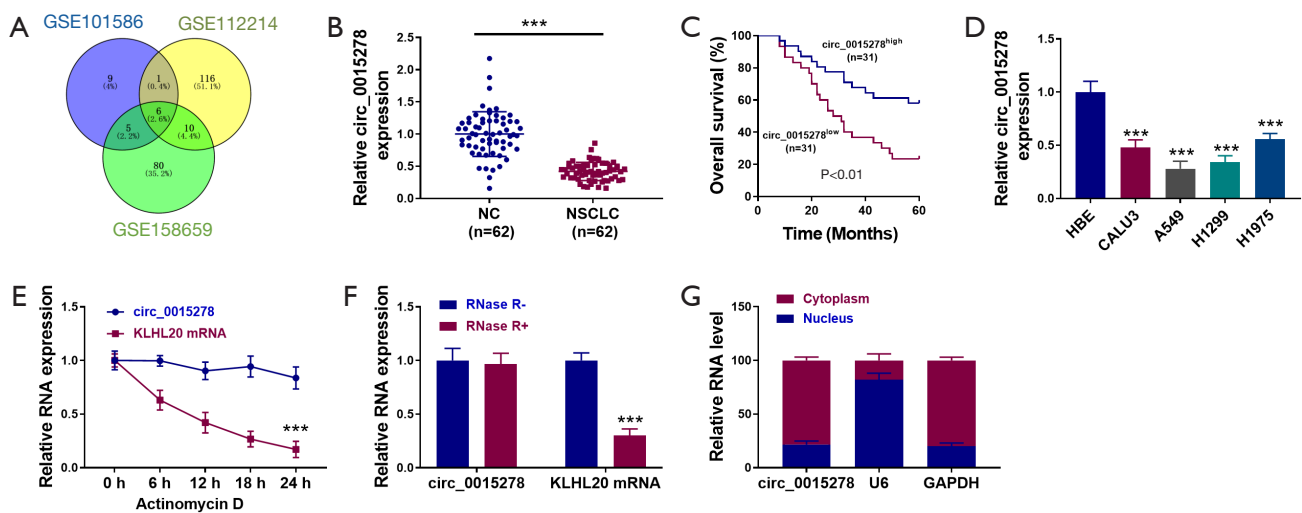 A
GSE101586
GSE112214
9
(4%)
1
(0.4%)
116
(51.1%)
6
(2.6%)
5
(2.2%)
10
(4.4%)
80
(35.2%)
GSE158659
B
***
Relative circ_0015278
expression
2.5
2.0
1.5
1.0
0.5
0.0
NC
(n=62)
NSCLC
(n=62)
C
Overall survival (%)
100
80
60
40
20
0
circ_0015278high
(n=31)
circ_0015278low
(n=31)
P<0.01
0
20
40
60
Time (Months)
D
Relative circ_0015278
expression
1.5
1.0
0.5
0.0
***
***
***
***
HBE
CALU3
A549
H1299
H1975
E
Relative RNA expression
1.5
1.0
0.5
0.0
circ_0015278
KLHL20 mRNA
***
0 h
6 h
12 h
18 h
24 h
Actinomycin D
F
Relative RNA expression
1.5
1.0
0.5
0.0
RNase R-
RNase R+
***
circ_0015278
KLHL20 mRNA
G
Relative RNA level
150
100
50
0
Cytoplasm
Nucleus
circ_0015278
U6
GAPDH